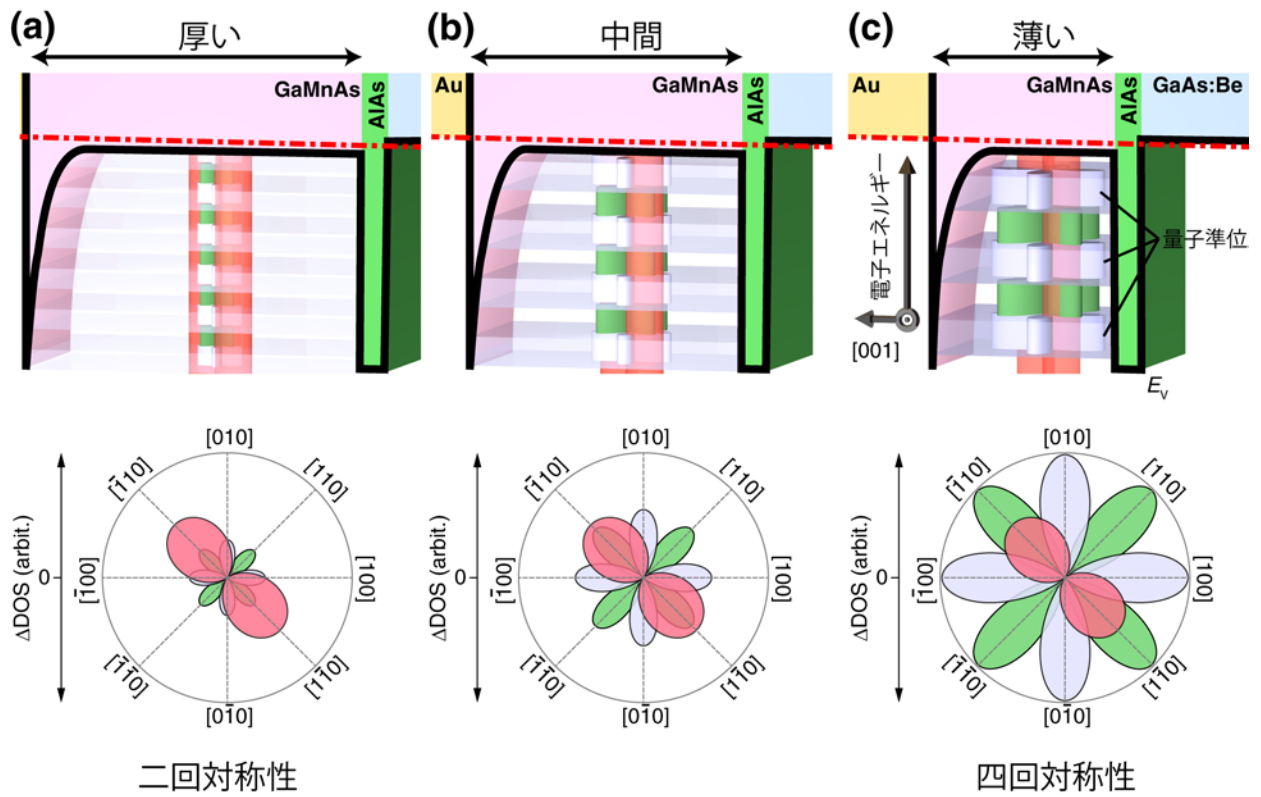 (a) 厚い
(b) 中間
(c) 薄い
GaMnAs AlAs
Au GaMnAs AlAs
Au GaMnAs AlAs GaAs:Be
電子エネルギー
量子準位
[001]
Ev
[010]
[1̄10] [110]
ΔDOS (arbit.) 0 [1̄00] [100]
[1̄1̄0] [11̄0]
[01̄0]
[010]
[1̄10] [110]
ΔDOS (arbit.) 0 [1̄00] [100]
[1̄1̄0] [11̄0]
[01̄0]
[010]
[1̄10] [110]
ΔDOS (arbit.) 0 [1̄00] [100]
[1̄1̄0] [11̄0]
[01̄0]
二回対称性
四回対称性